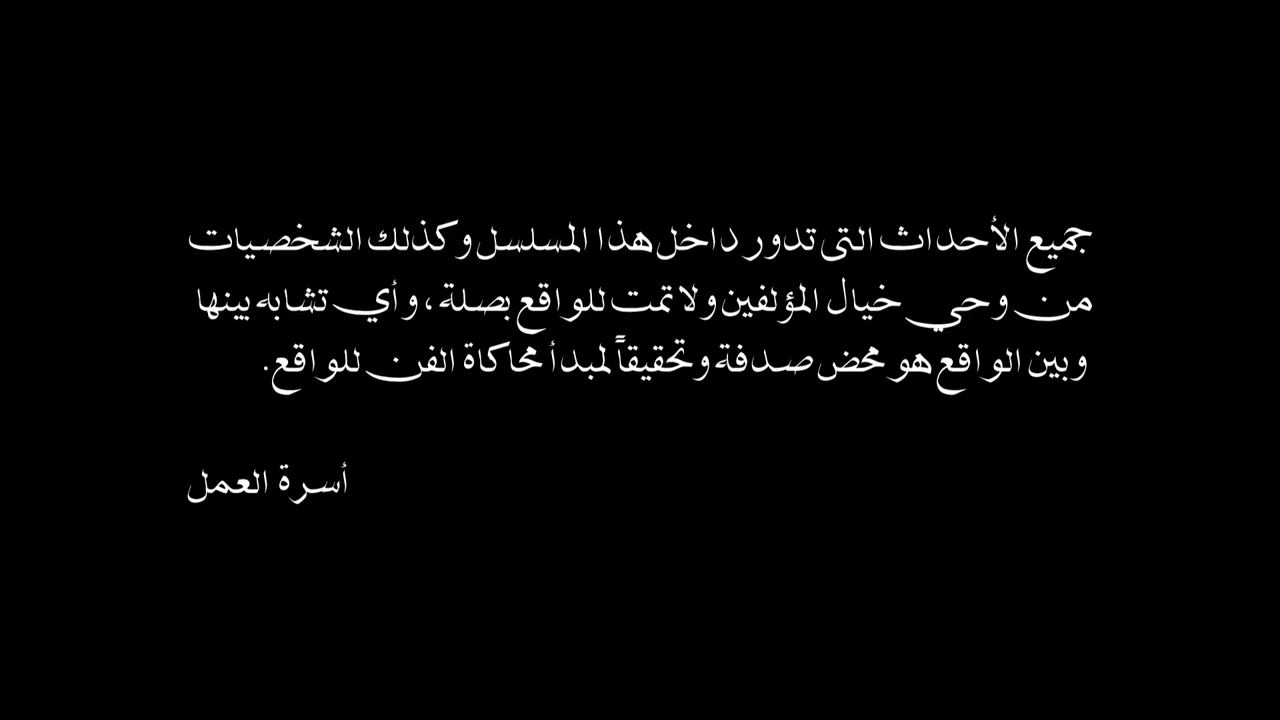 جميع الأحداث التى تدور داخل هذا المسلسل وكذلك الشخصيات
من وحي خيال المؤلفين ولا تمت للواقع بصلة، وأي تشابه بينها
وبين الواقع هو محض صدفة وتحقيقاً لمبدأ محاكاة الفن للواقع.
أسرة العمل